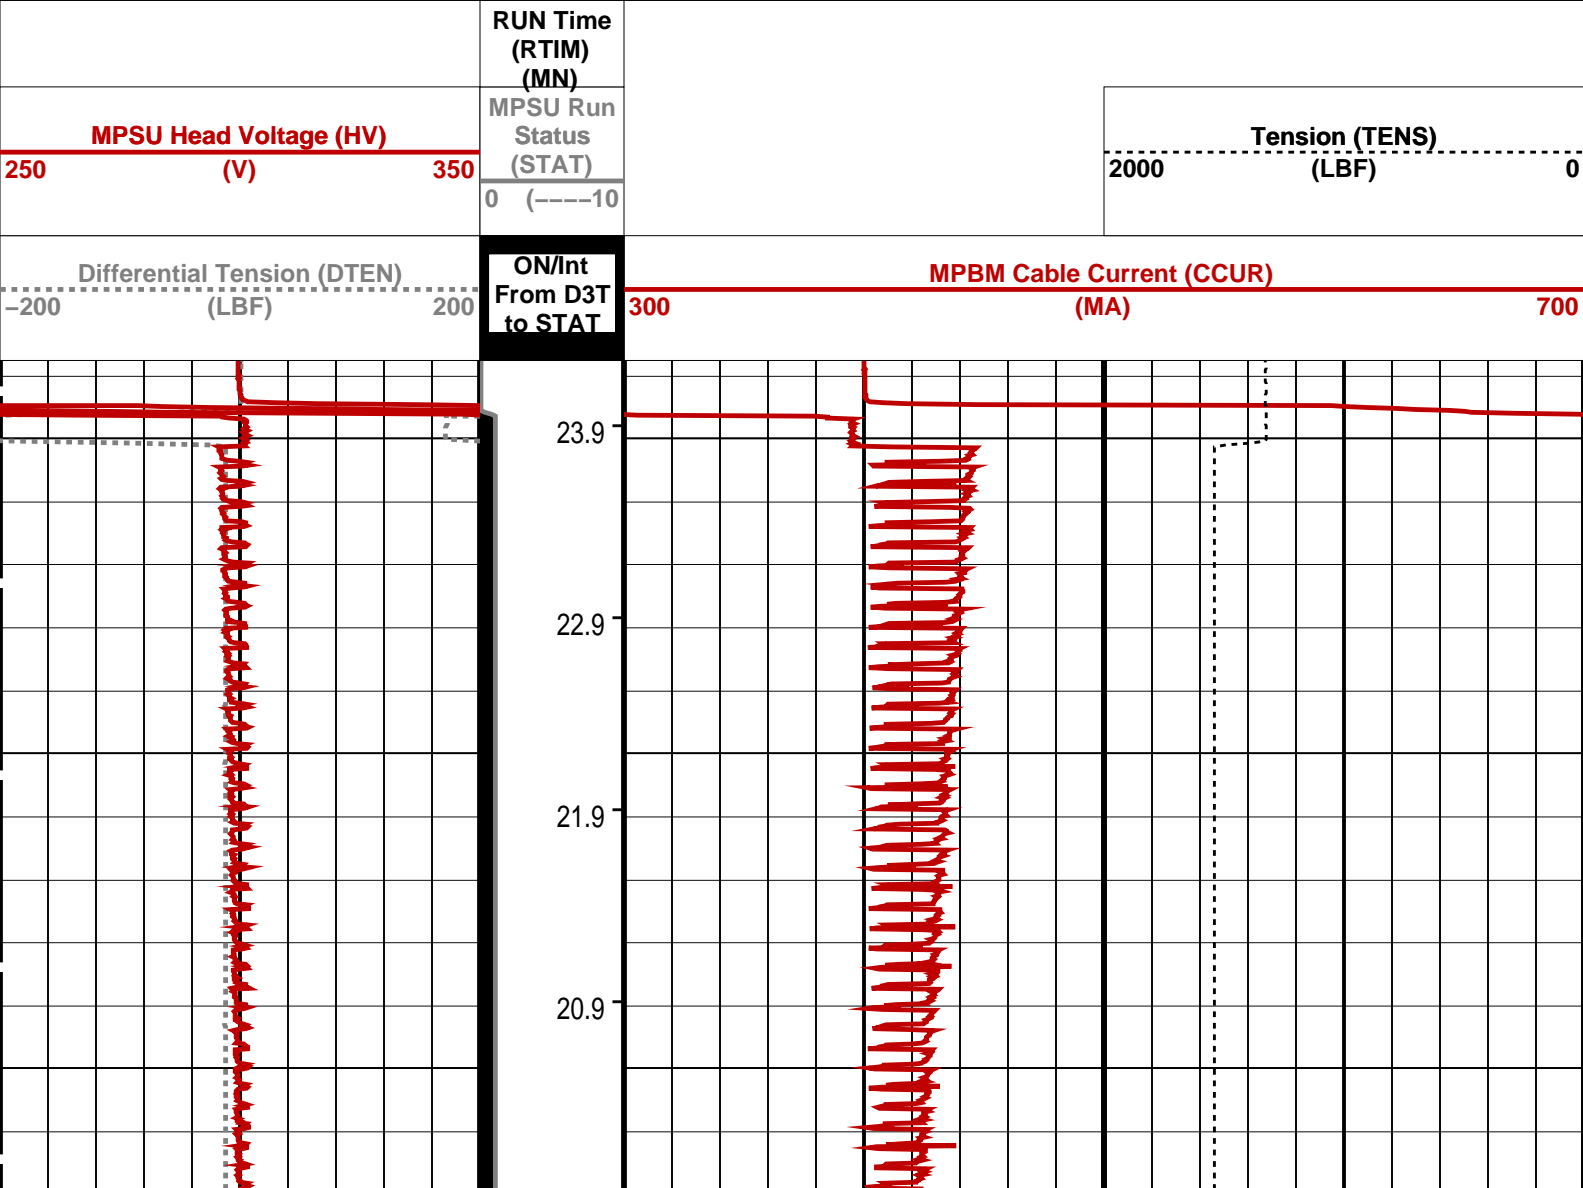 RUN Time
(RTIM)
(MN)
MPSU Head Voltage (HV)
250 (V) 350
MPSU Run
Status
(STAT)
0 (----10
Tension (TENS)
2000 (LBF) 0
Differential Tension (DTEN)
−200 (LBF) 200
ON/Int
From D3T
to STAT
MPBM Cable Current (CCUR)
300 (MA) 700
23.9
22.9
21.9
20.9